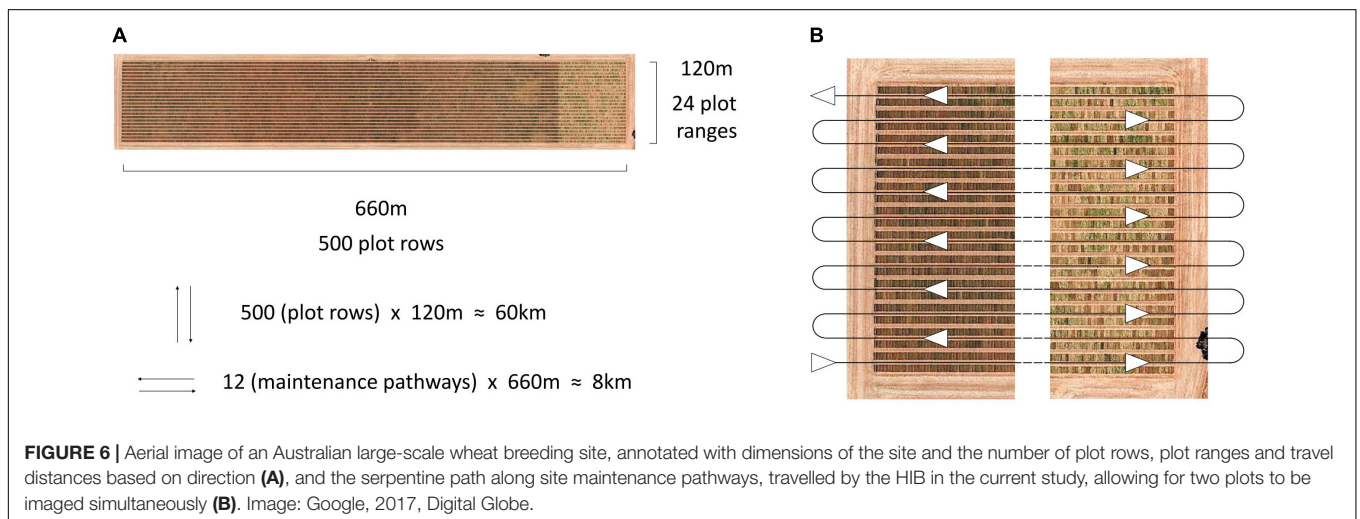 A
120m
24 plot
ranges
660m
500 plot rows
500 (plot rows) x 120m ≈ 60km
12 (maintenance pathways) x 660m ≈ 8km
B
FIGURE 6 | Aerial image of an Australian large-scale wheat breeding site, annotated with dimensions of the site and the number of plot rows, plot ranges and travel
distances based on direction (A), and the serpentine path along site maintenance pathways, travelled by the HIB in the current study, allowing for two plots to be
imaged simultaneously (B). Image: Google, 2017, Digital Globe.